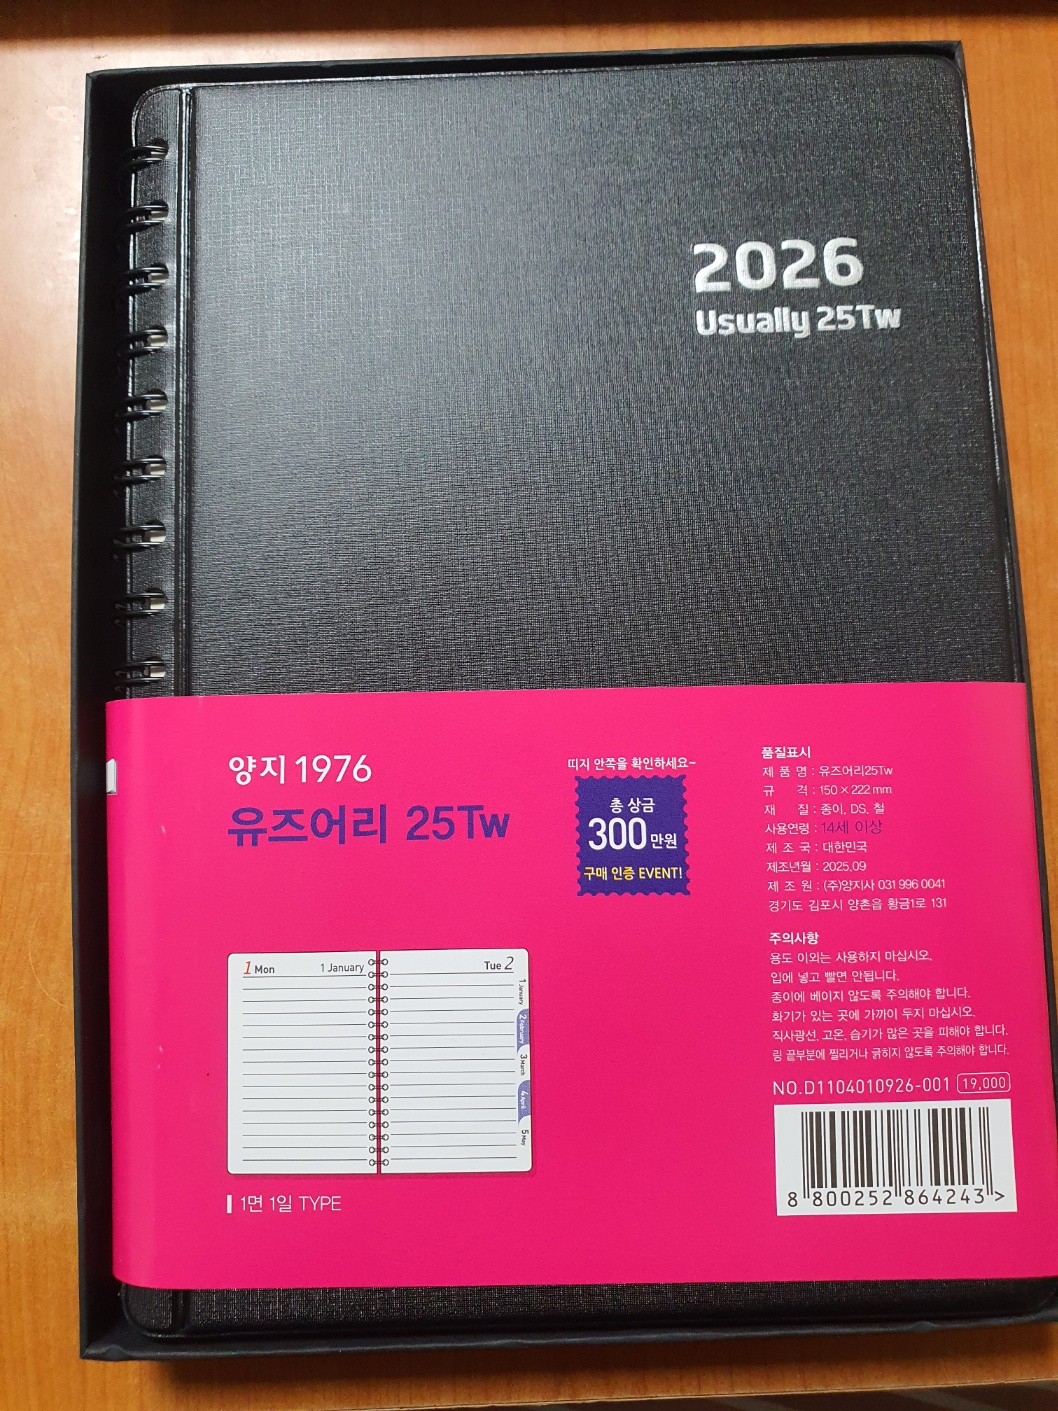 2026
Usually 25Tw
양지 1976
유즈어리 25Tw
띠지 안쪽을 확인하세요~
총 상금
300만원
구매 인증 EVENT!
1 Mon
1 January
Tue 2
1 January
2 February
3 March
4 April
5 May
1면 1일 TYPE
품질표시
제 품 명 : 유즈어리25Tw
규 격 : 150 × 222 mm
재 질 : 종이, DS, 철
사용연령 : 14세 이상
제 조 국 : 대한민국
제조년월 : 2025.09
제 조 원 : (주)양지사 031 996 0041
경기도 김포시 양촌읍 황금1로 131
주의사항
용도 이외는 사용하지 마십시오.
입에 넣고 빨면 안됩니다.
종이에 베이지 않도록 주의해야 합니다.
화기가 있는 곳에 가까이 두지 마십시오.
직사광선, 고온, 습기가 많은 곳을 피해야 합니다.
링 끝부분에 찔리거나 긁히지 않도록 주의해야 합니다.
NO.D1104010926-001 19,000
8 800252 864243 >